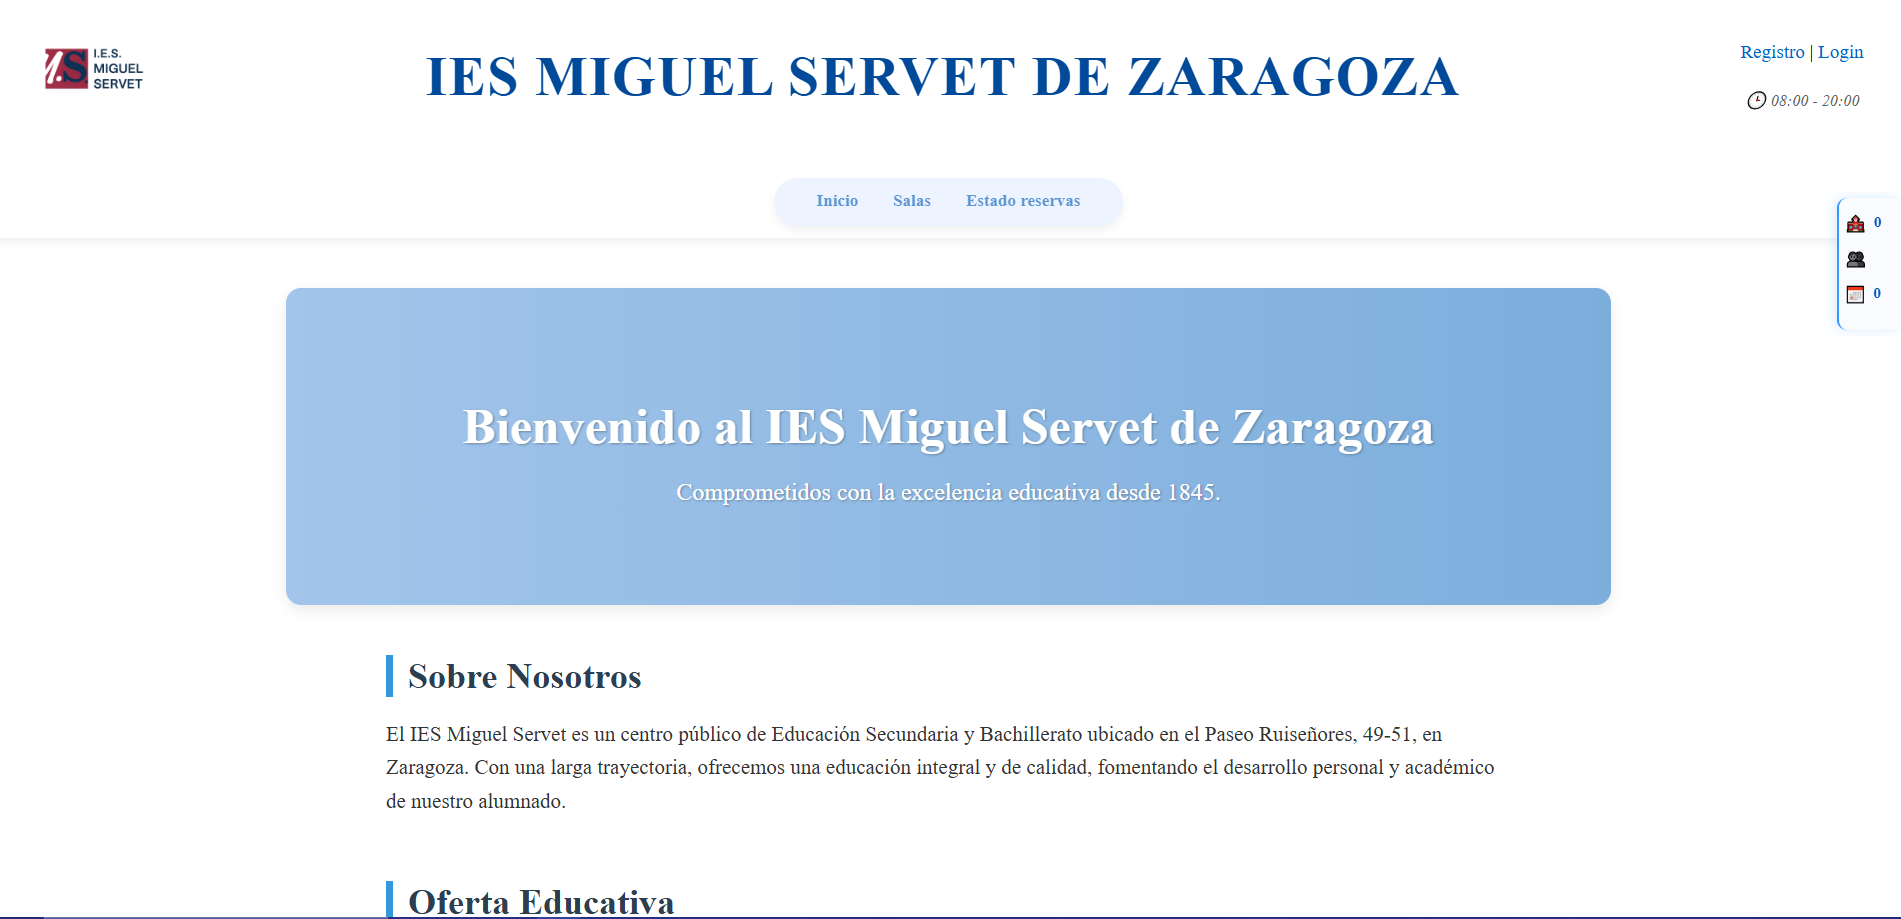 I.S
I.E.S.
MIGUEL
SERVET
IES MIGUEL SERVET DE ZARAGOZA
Registro | Login
08:00 - 20:00
Inicio Salas Estado reservas
0
0
Bienvenido al IES Miguel Servet de Zaragoza
Comprometidos con la excelencia educativa desde 1845.
Sobre Nosotros
El IES Miguel Servet es un centro público de Educación Secundaria y Bachillerato ubicado en el Paseo Ruiseñores, 49-51, en
Zaragoza. Con una larga trayectoria, ofrecemos una educación integral y de calidad, fomentando el desarrollo personal y académico
de nuestro alumnado.
Oferta Educativa